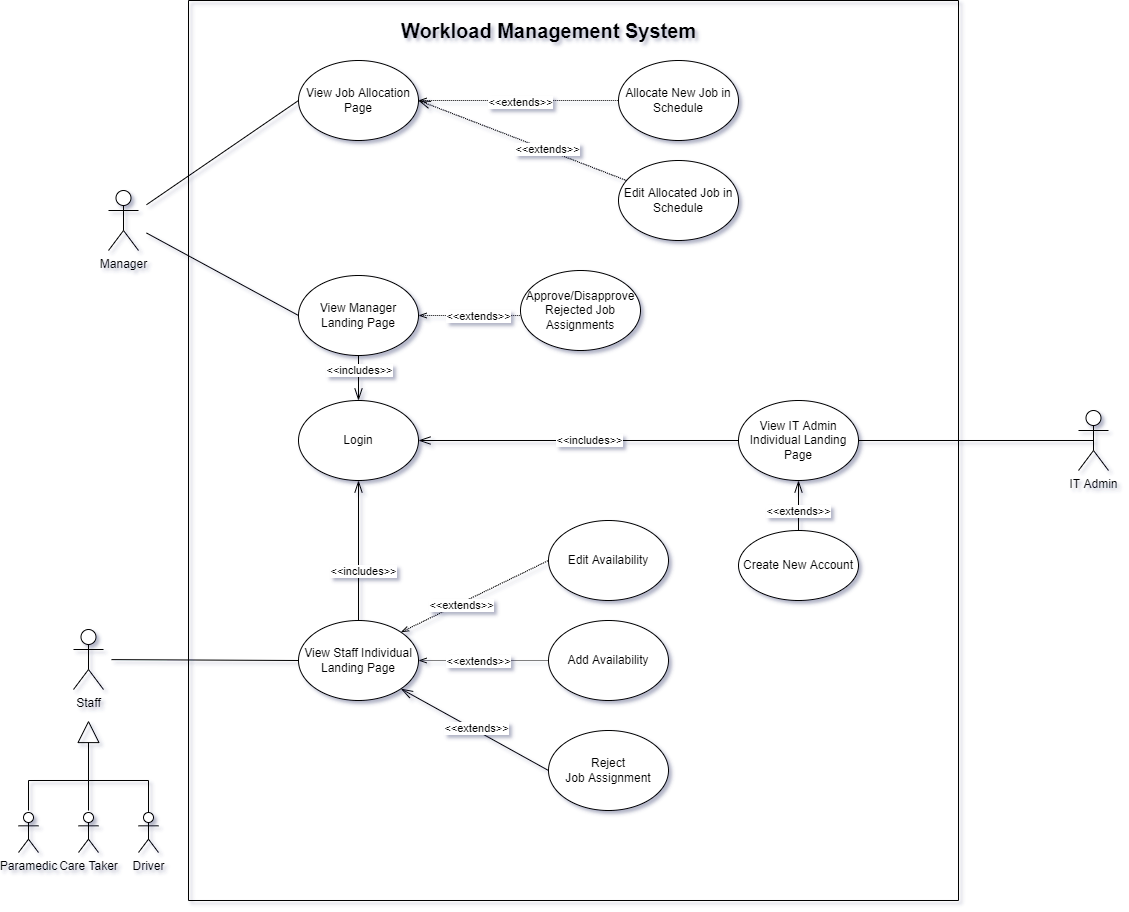 Workload Management System
View Job Allocation
Page
<<extends>>
Allocate New Job in
Schedule
<<extends>>
Edit Allocated Job in
Schedule
Manager
View Manager
Landing Page
<<extends>>
Approve/Disapprove
Rejected Job
Assignments
<<includes>>
Login
<<includes>>
View IT Admin
Individual Landing
Page
IT Admin
<<extends>>
Create New Account
<<includes>>
Edit Availability
<<extends>>
View Staff Individual
Landing Page
<<extends>>
Add Availability
Staff
<<extends>>
Reject
Job Assignment
Paramedic
Care Taker
Driver